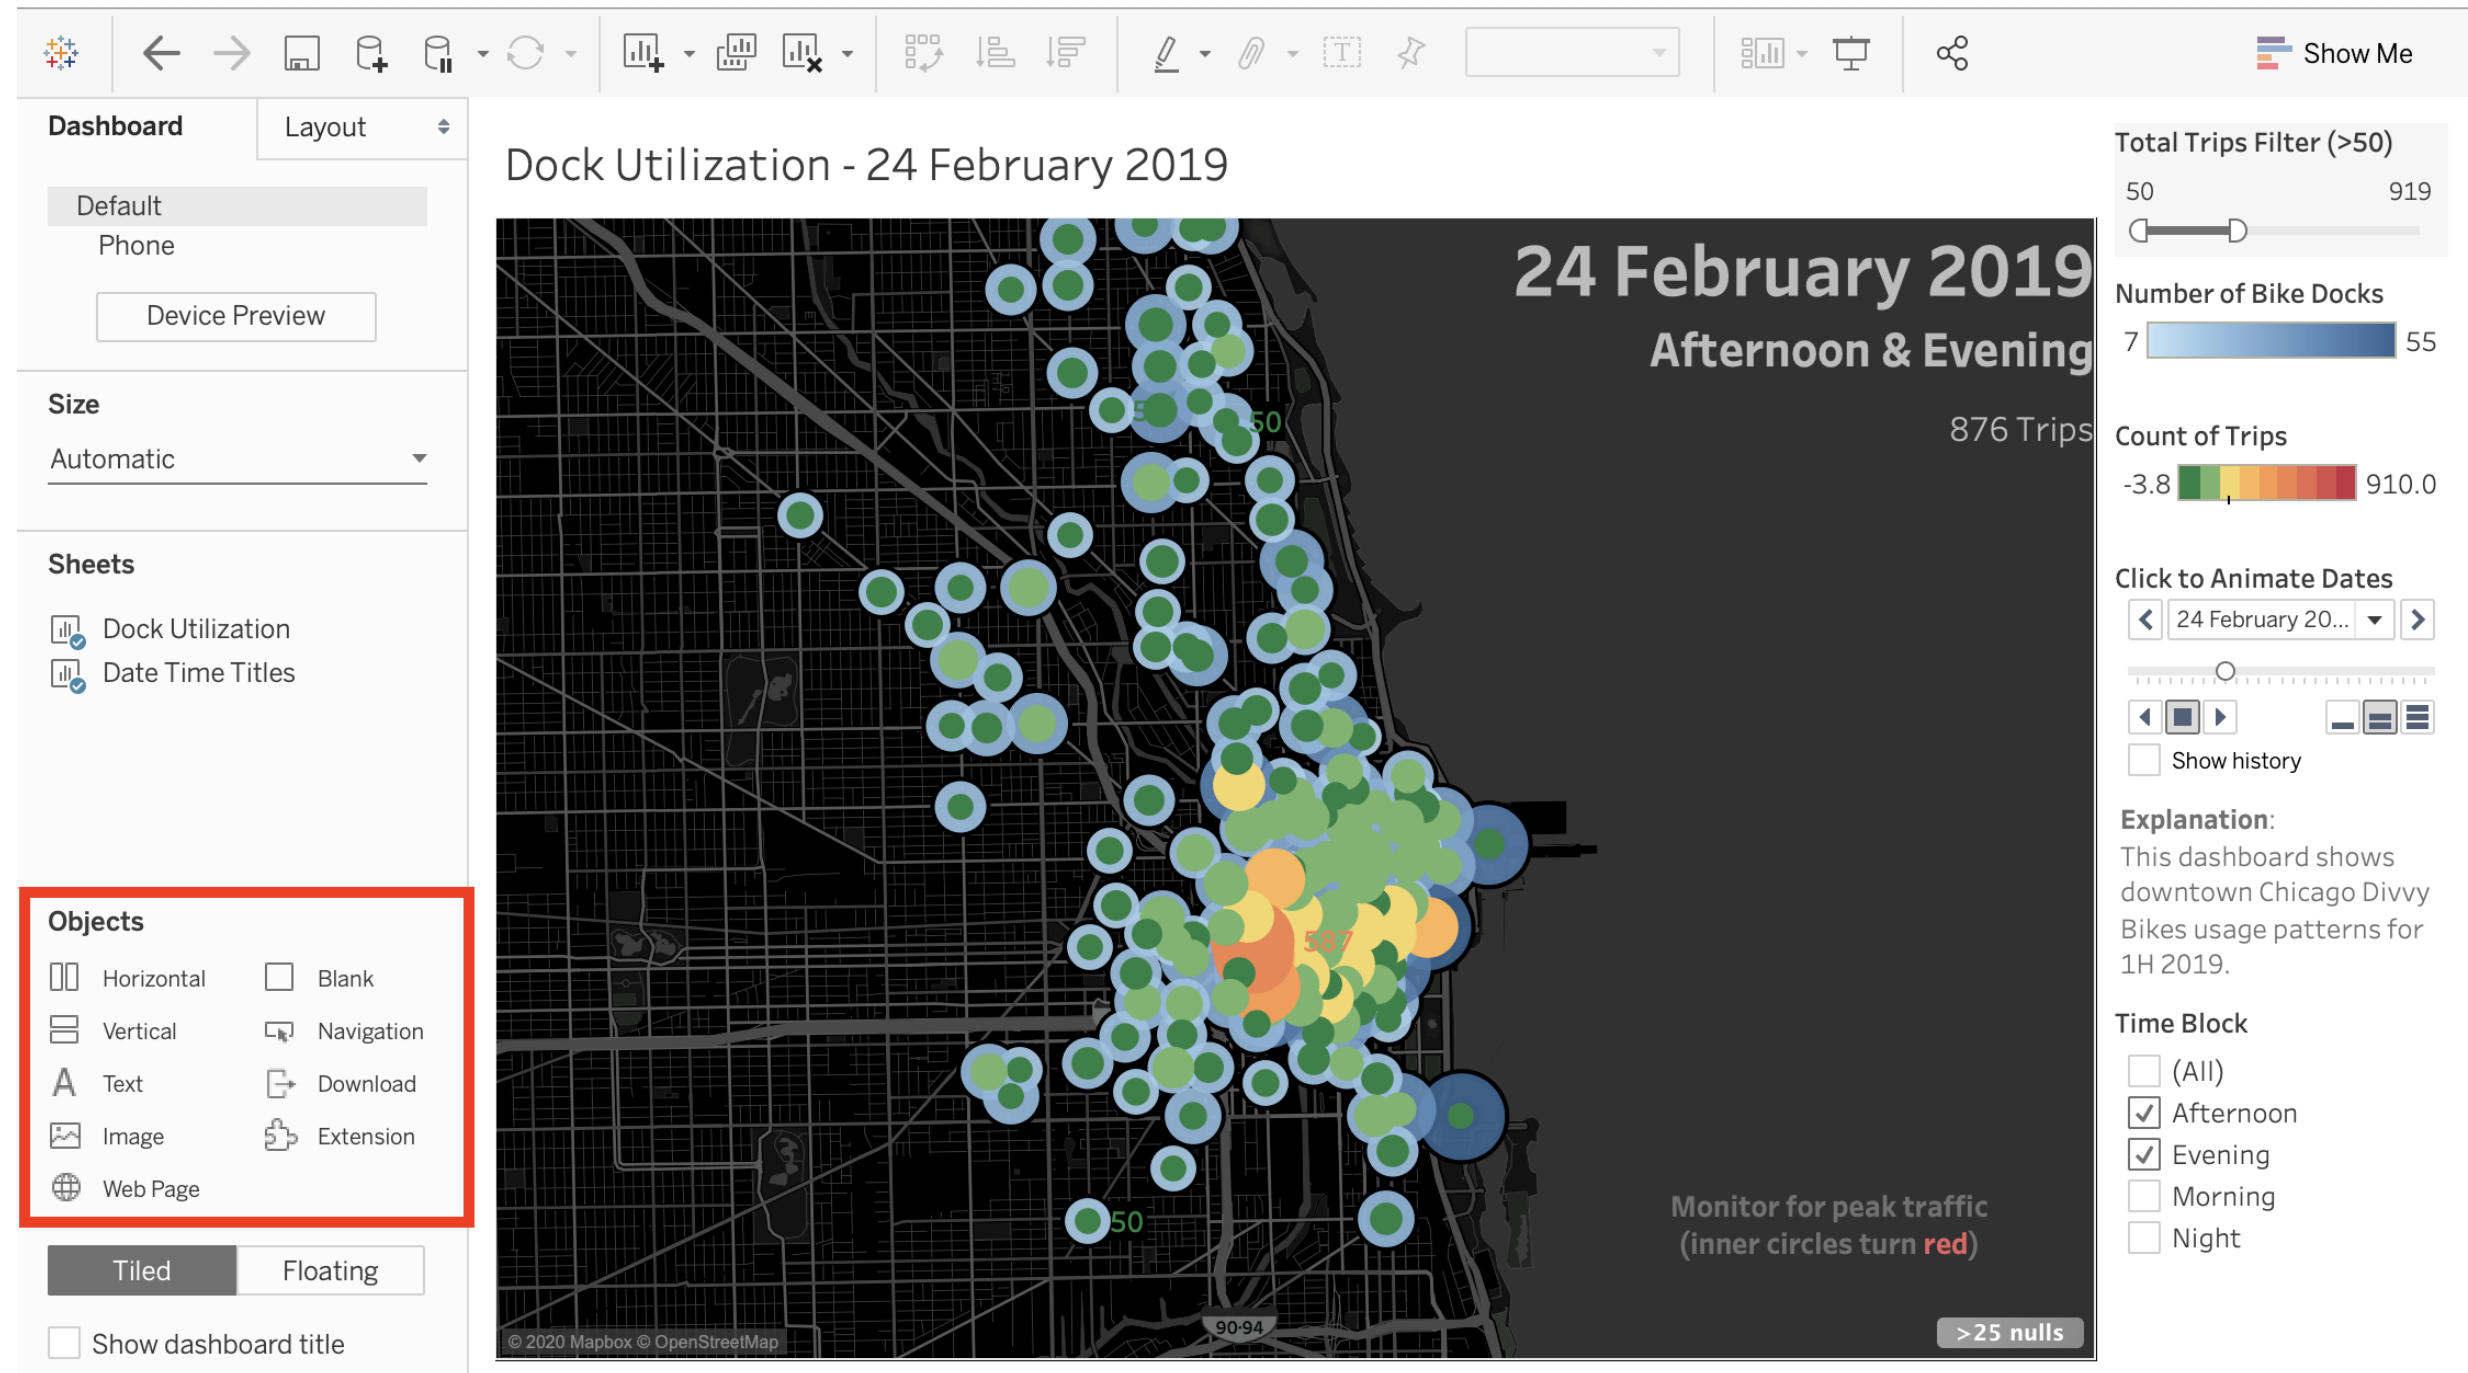 Show Me
Dashboard
Layout
Default
Phone
Device Preview
Size
Automatic
Sheets
Dock Utilization
Date Time Titles
Objects
Horizontal
Blank
Vertical
Navigation
Text
Download
Image
Extension
Web Page
Tiled
Floating
Show dashboard title
Dock Utilization - 24 February 2019
24 February 2019
Afternoon & Evening
876 Trips
50
587
50
Monitor for peak traffic
(inner circles turn red)
90-94
>25 nulls
© 2020 Mapbox © OpenStreetMap
Total Trips Filter (>50)
50 919
Number of Bike Docks
7 55
Count of Trips
-3.8 910.0
Click to Animate Dates
24 February 20...
Show history
Explanation:
This dashboard shows
downtown Chicago Divvy
Bikes usage patterns for
1H 2019.
Time Block
(All)
Afternoon
Evening
Morning
Night